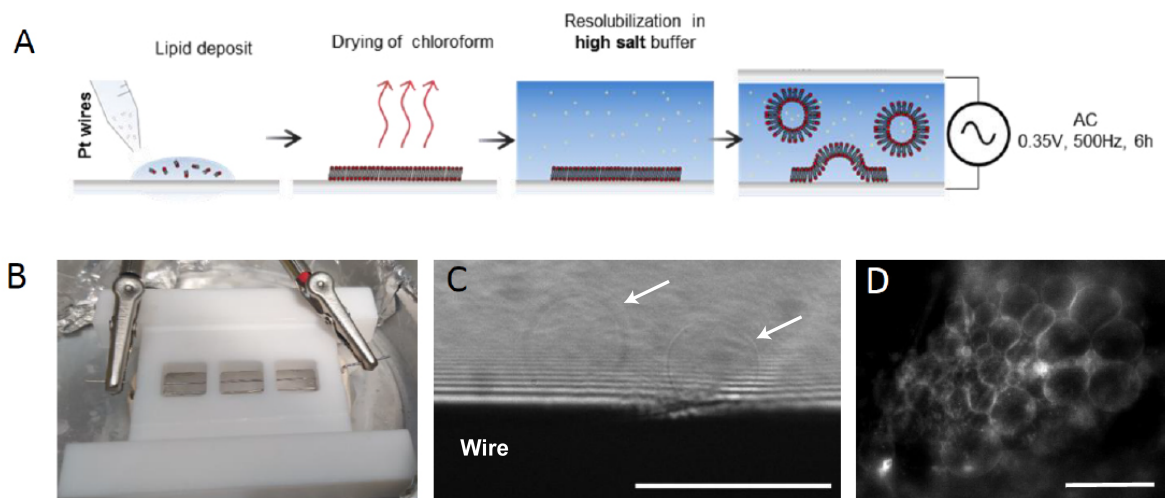 A
Lipid deposit
Drying of chloroform
Resolubilization in
high salt buffer
Pt wires
AC
0.35V, 500Hz, 6h
B
C
Wire
D